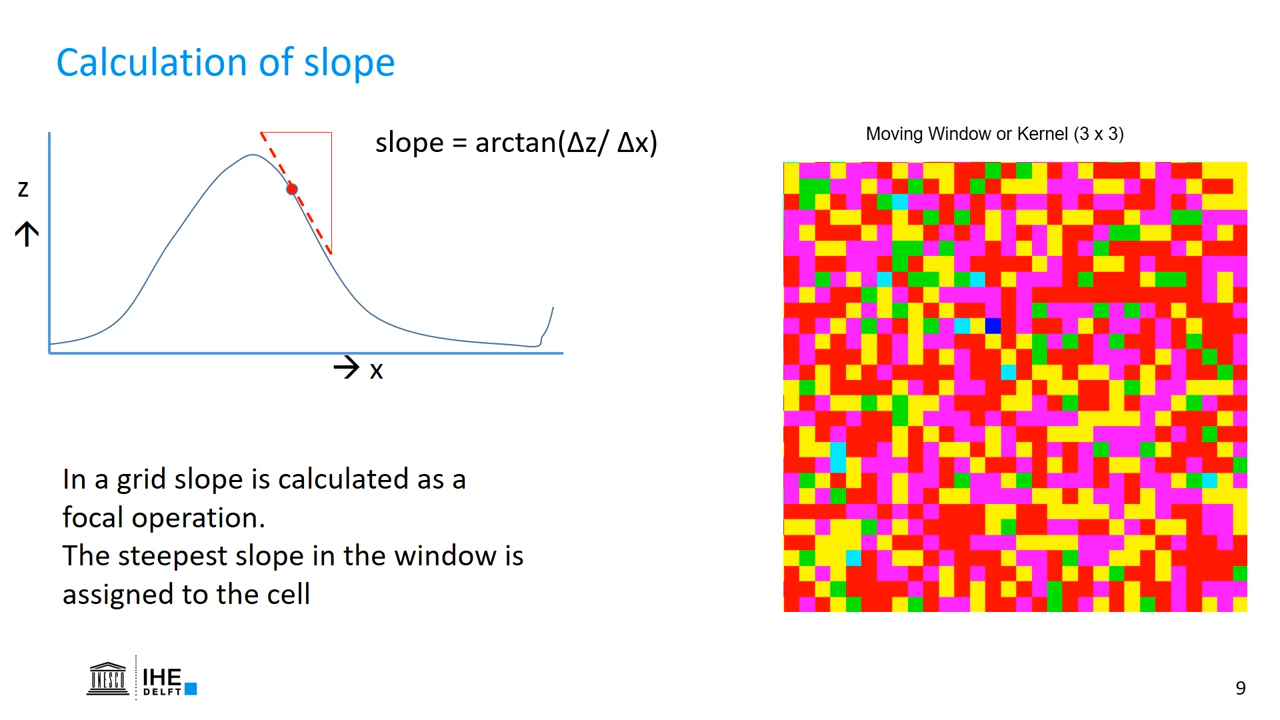 Calculation of slope
slope = arctan(Δz/ Δx)
Moving Window or Kernel (3 x 3)
z
x
In a grid slope is calculated as a
focal operation.
The steepest slope in the window is
assigned to the cell
UNESCO
IHE
DELFT
9